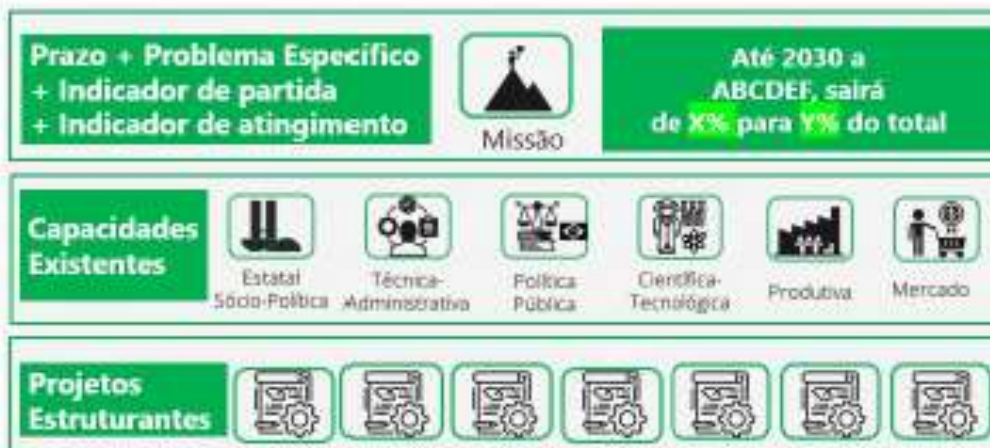 Prazo + Problema Específico
+ Indicador de partida
+ Indicador de atingimento
Missão
Até 2030 a
ABCDEF, sairá
de X% para Y% do total
Capacidades
Existentes
Estatal
Sócio-Política
Técnica-
Administrativa
Política
Pública
Científica-
Tecnológica
Produtiva
Mercado
Projetos
Estruturantes